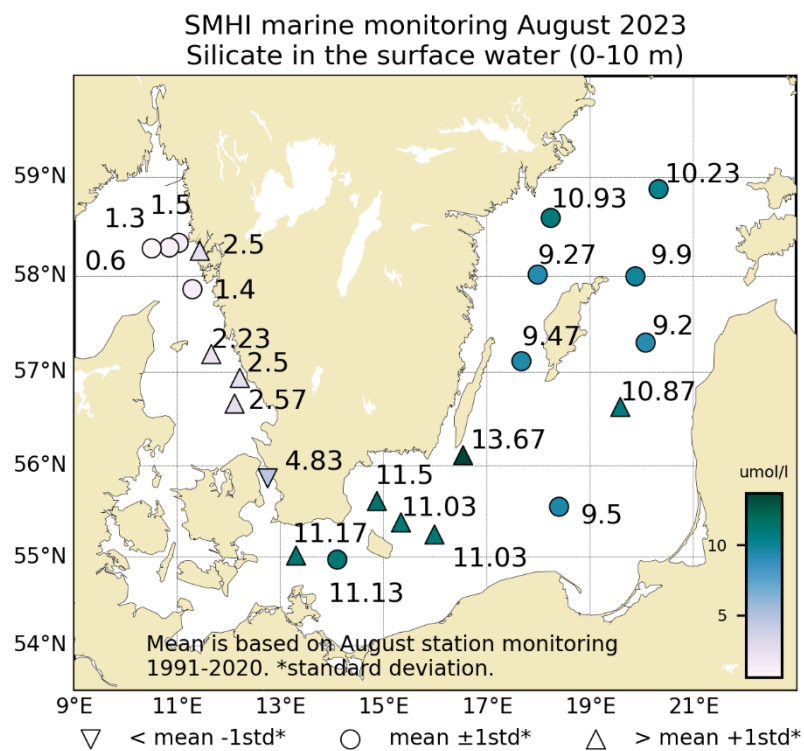 SMHI marine monitoring August 2023
Silicate in the surface water (0-10 m)
59°N
58°N
57°N
56°N
55°N
54°N
10.93
10.23
1.3
1.5
0.6
2.5
9.27
9.9
1.4
2.23
2.5
2.57
9.47
9.2
10.87
13.67
4.83
11.5
11.03
9.5
11.17
11.03
11.13
umol/l
10
5
Mean is based on August station monitoring
1991-2020. *standard deviation.
9°E 11°E 13°E 15°E 17°E 19°E 21°E
< mean -1std* mean ±1std* > mean +1std*